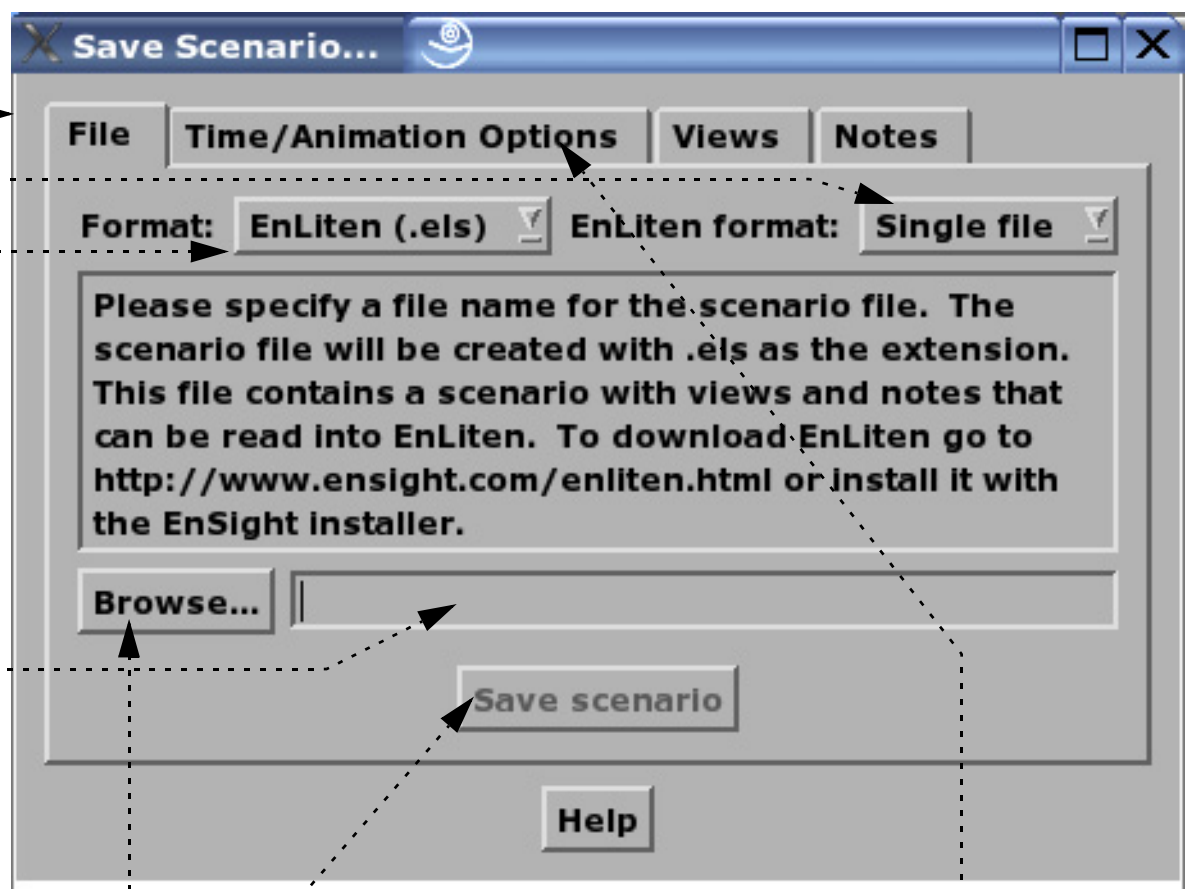 Save Scenario...
File Time/Animation Options Views Notes
Format: EnLiten (.els) EnLiten format: Single file
Please specify a file name for the scenario file.  The
scenario file will be created with .els as the extension.
This file contains a scenario with views and notes that
can be read into EnLiten.  To download EnLiten go to
http://www.ensight.com/enliten.html or install it with
the EnSight installer.
Browse...
Save scenario
Help